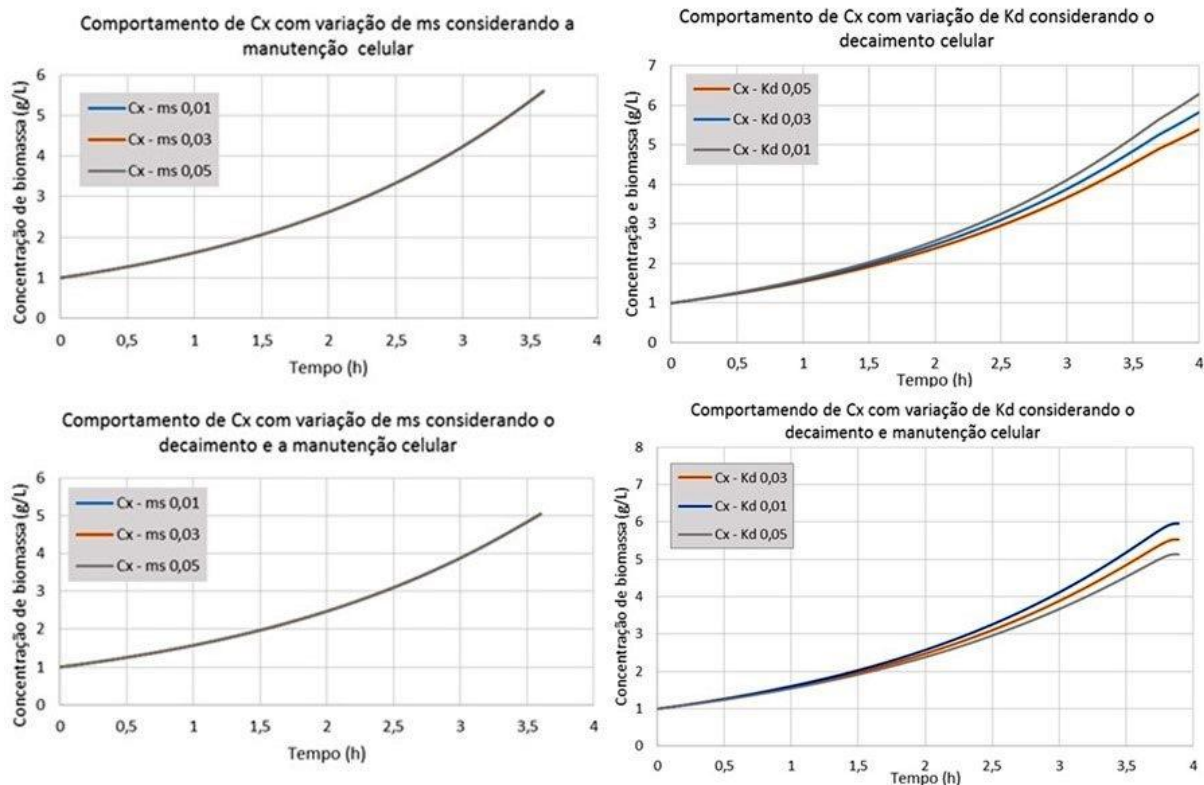 Comportamento de Cx com variação de ms considerando a
manutenção celular
Concentração de biomassa (g/L)
6
5
4
3
2
1
0
Cx - ms 0,01
Cx - ms 0,03
Cx - ms 0,05
0 0,5 1 1,5 2 2,5 3 3,5 4
Tempo (h)
Comportamento de Cx com variação de Kd considerando o
decaimento celular
Concentração e biomassa (g/L)
7
6
5
4
3
2
1
0
Cx - Kd 0,05
Cx - Kd 0,03
Cx - Kd 0,01
0 0,5 1 1,5 2 2,5 3 3,5 4
Tempo (h)
Comportamento de Cx com variação de ms considerando o
decaimento e a manutenção celular
Concentração de biomassa (g/L)
6
5
4
3
2
1
0
Cx - ms 0,01
Cx - ms 0,03
Cx - ms 0,05
0 0,5 1 1,5 2 2,5 3 3,5 4
Tempo (h)
Comportamendo de Cx com variação de Kd considerando o
decaimento e manutenção celular
Concentração de biomassa (g/L)
8
7
6
5
4
3
2
1
0
Cx - Kd 0,03
Cx - Kd 0,01
Cx - Kd 0,05
0 0,5 1 1,5 2 2,5 3 3,5 4
Tempo (h)